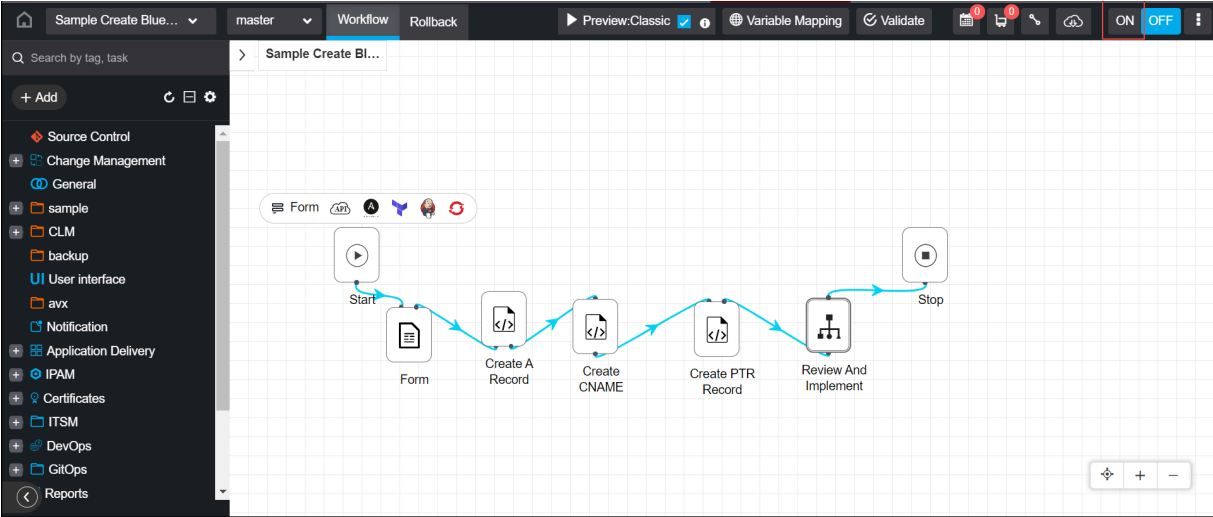 Sample Create Blue...
master
Workflow
Rollback
Preview:Classic
Variable Mapping
Validate
0
0
ON
OFF
Search by tag, task
Sample Create Bl...
+ Add
Source Control
Change Management
General
sample
CLM
backup
UI User interface
avx
Notification
Application Delivery
IPAM
Certificates
ITSM
DevOps
GitOps
Reports
Form
API
A
Start
Form
Create A
Record
Create
CNAME
Create PTR
Record
Review And
Implement
Stop